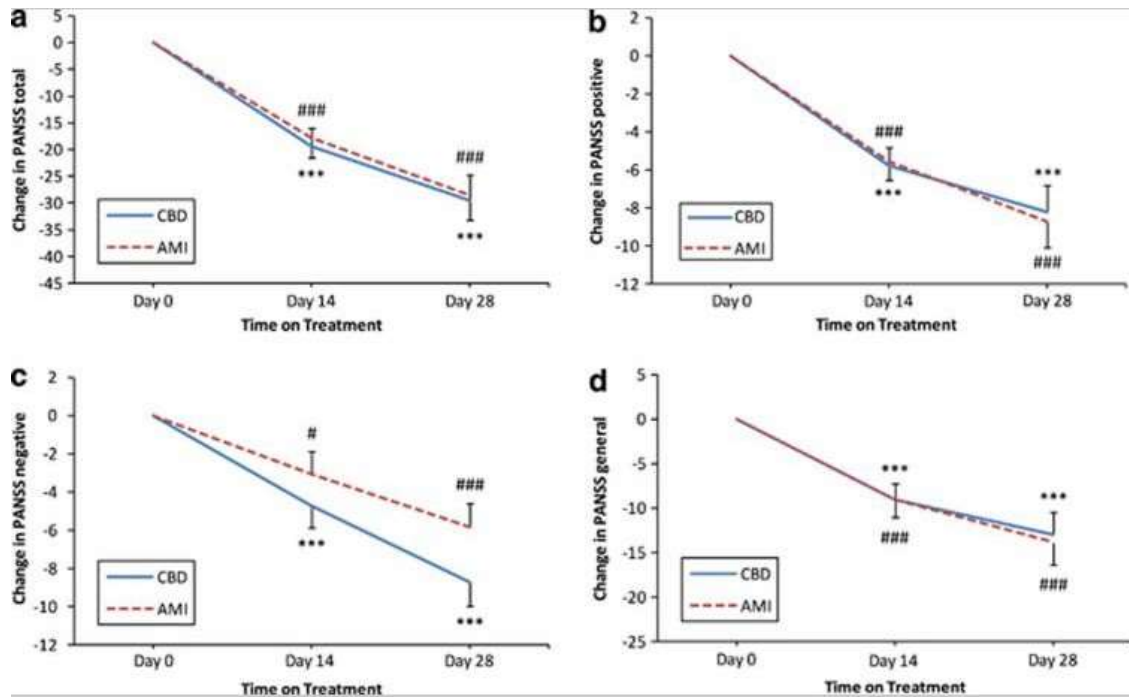 a
Change in PANSS total
5
0
-5
-10
-15
-20
-25
-30
-35
-40
-45
###
***
###
***
CBD
AMI
Day 0 Day 14 Day 28
Time on Treatment
b
Change in PANSS positive
2
0
-2
-4
-6
-8
-10
-12
###
***
***
###
CBD
AMI
Day 0 Day 14 Day 28
Time on Treatment
c
Change in PANSS negative
2
0
-2
-4
-6
-8
-10
-12
#
***
###
***
CBD
AMI
Day 0 Day 14 Day 28
Time on Treatment
d
Change in PANSS general
5
0
-5
-10
-15
-20
-25
***
###
***
###
CBD
AMI
Day 0 Day 14 Day 28
Time on Treatment